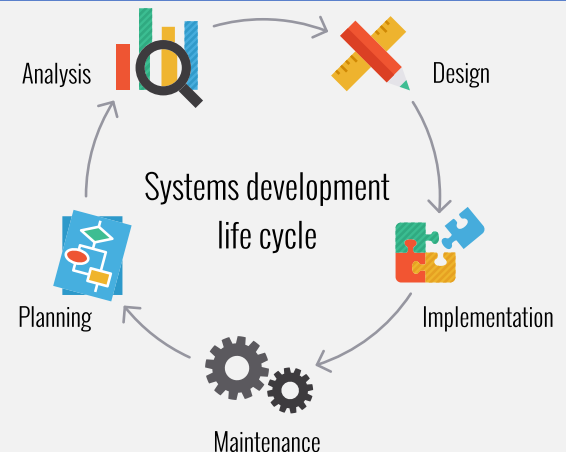 Analysis
Design
Systems development
life cycle
Planning
Implementation
Maintenance